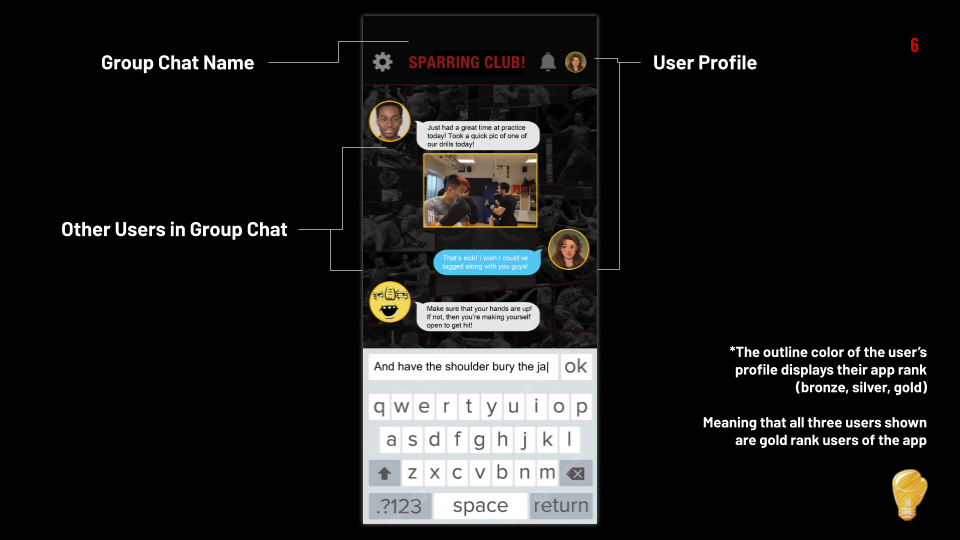 6
Group Chat Name
SPARRING CLUB!
User Profile
Just had a great time at practice
today! Took a quick pic of one of
our drills today!
Other Users in Group Chat
That's sick! I wish I could've
tagged along with you guys!
Make sure that your hands are up!
If not, then you're making yourself
open to get hit!
*The outline color of the user's
profile displays their app rank
(bronze, silver, gold)
Meaning that all three users shown
are gold rank users of the app
And have the shoulder bury the ja|
ok
q w e r t y u i o p
a s d f g h j k l
z x c v b n m
.?123 space return